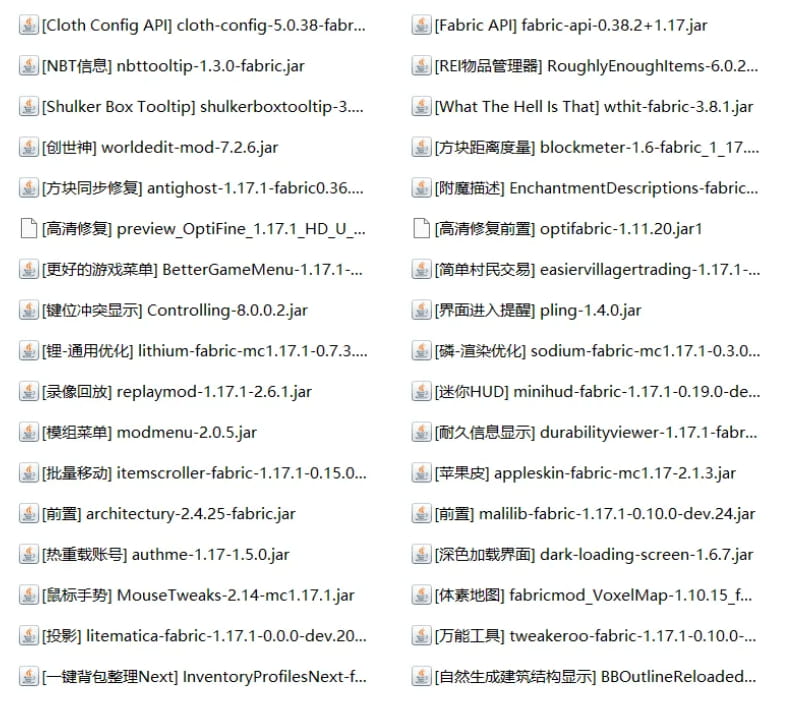 [Cloth Config API] cloth-config-5.0.38-fabr...
[Fabric API] fabric-api-0.38.2+1.17.jar
[NBT信息] nbttooltip-1.3.0-fabric.jar
[REI物品管理器] RoughlyEnoughItems-6.0.2...
[Shulker Box Tooltip] shulkerboxtooltip-3....
[What The Hell Is That] wthit-fabric-3.8.1.jar
[创世神] worldedit-mod-7.2.6.jar
[方块距离度量] blockmeter-1.6-fabric_1_17....
[方块同步修复] antighost-1.17.1-fabric0.36....
[附魔描述] EnchantmentDescriptions-fabric...
[高清修复] preview_OptiFine_1.17.1_HD_U_...
[高清修复前置] optifabric-1.11.20.jar1
[更好的游戏菜单] BetterGameMenu-1.17.1-...
[简单村民交易] easiervillagertrading-1.17.1-...
[键位冲突显示] Controlling-8.0.0.2.jar
[界面进入提醒] pling-1.4.0.jar
[锂-通用优化] lithium-fabric-mc1.17.1-0.7.3....
[磷-渲染优化] sodium-fabric-mc1.17.1-0.3.0...
[录像回放] replaymod-1.17.1-2.6.1.jar
[迷你HUD] minihud-fabric-1.17.1-0.19.0-de...
[模组菜单] modmenu-2.0.5.jar
[耐久信息显示] durabilityviewer-1.17.1-fabr...
[批量移动] itemscroller-fabric-1.17.1-0.15.0...
[苹果皮] appleskin-fabric-mc1.17-2.1.3.jar
[前置] architectury-2.4.25-fabric.jar
[前置] malilib-fabric-1.17.1-0.10.0-dev.24.jar
[热重载账号] authme-1.17-1.5.0.jar
[深色加载界面] dark-loading-screen-1.6.7.jar
[鼠标手势] MouseTweaks-2.14-mc1.17.1.jar
[体素地图] fabricmod_VoxelMap-1.10.15_f...
[投影] litematica-fabric-1.17.1-0.0.0-dev.20...
[万能工具] tweakeroo-fabric-1.17.1-0.10.0-...
[一键背包整理Next] InventoryProfilesNext-f...
[自然生成建筑结构显示] BBOutlineReloaded...